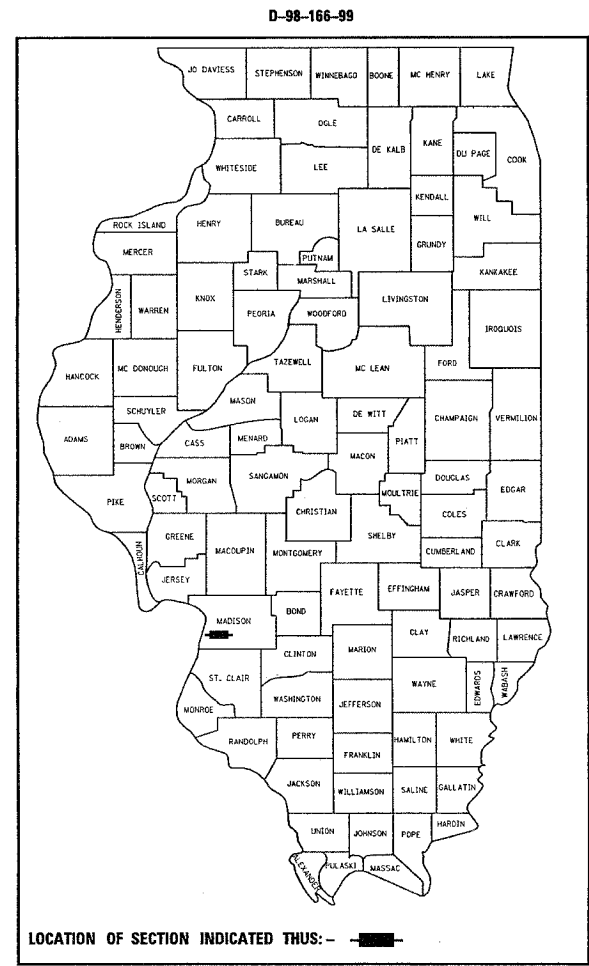 D-98-166-99
JO DAVIESS
STEPHENSON
WINNEBAGO
BOONE
MC HENRY
LAKE
CARROLL
OGLE
DE KALB
KANE
DU PAGE
COOK
WHITESIDE
LEE
KENDALL
WILL
ROCK ISLAND
HENRY
BUREAU
LA SALLE
GRUNDY
MERCER
PUTNAM
STARK
MARSHALL
KANKAKEE
HENDERSON
WARREN
KNOX
PEORIA
WOODFORD
LIVINGSTON
IROQUOIS
HANCOCK
MC DONOUGH
FULTON
TAZEWELL
MC LEAN
FORD
MASON
SCHUYLER
LOGAN
DE WITT
CHAMPAIGN
VERMILION
ADAMS
BROWN
CASS
MENARD
MACON
PIATT
PIKE
SCOTT
MORGAN
SANGAMON
CHRISTIAN
MOULTRIE
DOUGLAS
EDGAR
COLES
CALHOUN
GREENE
MACOUPIN
MONTGOMERY
SHELBY
CUMBERLAND
CLARK
JERSEY
FAYETTE
EFFINGHAM
JASPER
CRAWFORD
MADISON
BOND
CLAY
RICHLAND
LAWRENCE
CLINTON
MARION
ST. CLAIR
WAYNE
EDWARDS
WABASH
MONROE
WASHINGTON
JEFFERSON
RANDOLPH
PERRY
HAMILTON
WHITE
FRANKLIN
JACKSON
WILLIAMSON
SALINE
GALLATIN
UNION
JOHNSON
POPE
HARDIN
ALEXANDER
PULASKI
MASSAC
LOCATION OF SECTION INDICATED THUS: -